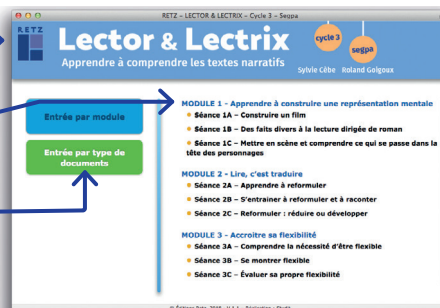 RETZ – LECTOR & LECTRIX – Cycle 3 – Segpa
RETZ
Lector & Lectrix
Apprendre à comprendre les textes narratifs
cycle 3
segpa
Sylvie Cèbe Roland Goigoux
Entrée par module
Entrée par type de
documents
MODULE 1 – Apprendre à construire une représentation mentale
Séance 1A – Construire un film
Séance 1B – Des faits divers à la lecture dirigée de roman
Séance 1C – Mettre en scène et comprendre ce qui se passe dans la
tête des personnages
MODULE 2 – Lire, c'est traduire
Séance 2A – Apprendre à reformuler
Séance 2B – S'entrainer à reformuler et à raconter
Séance 2C – Reformuler : réduire ou développer
MODULE 3 – Accroitre sa flexibilité
Séance 3A – Comprendre la nécessité d'être flexible
Séance 3B – Se montrer flexible
Séance 3C – Évaluer sa propre flexibilité